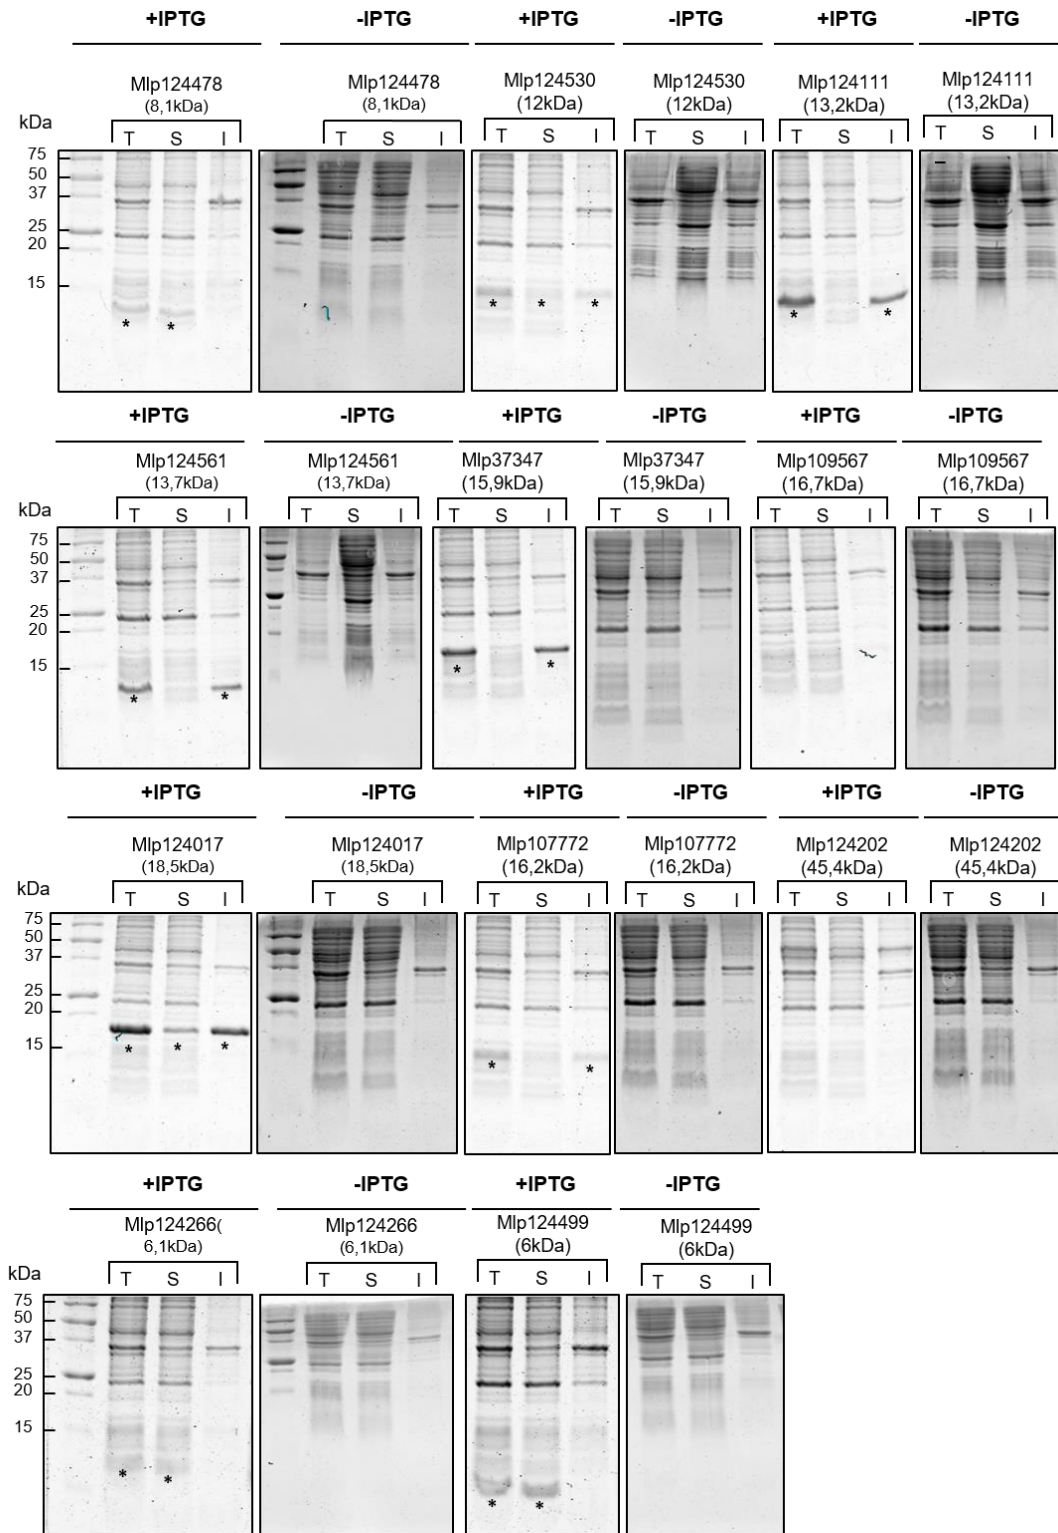 +IPTG -IPTG +IPTG -IPTG +IPTG -IPTG
Mlp124478 Mlp124478 Mlp124530 Mlp124530 Mlp124111 Mlp124111
(8,1kDa) (8,1kDa) (12kDa) (12kDa) (13,2kDa) (13,2kDa)
kDa T S I T S I T S I T S I T S I T S I
75
50
37
25
20
15
* * * * * * *
+IPTG -IPTG +IPTG -IPTG +IPTG -IPTG
Mlp124561 Mlp124561 Mlp37347 Mlp37347 Mlp109567 Mlp109567
(13,7kDa) (13,7kDa) (15,9kDa) (15,9kDa) (16,7kDa) (16,7kDa)
kDa T S I T S I T S I T S I T S I T S I
75
50
37
25
20
15
* * * *
+IPTG -IPTG +IPTG -IPTG +IPTG -IPTG
Mlp124017 Mlp124017 Mlp107772 Mlp107772 Mlp124202 Mlp124202
(18,5kDa) (18,5kDa) (16,2kDa) (16,2kDa) (45,4kDa) (45,4kDa)
kDa T S I T S I T S I T S I T S I T S I
75
50
37
25
20
15
* * * * *
+IPTG -IPTG +IPTG -IPTG
Mlp124266( Mlp124266 Mlp124499 Mlp124499
6,1kDa) (6,1kDa) (6kDa) (6kDa)
kDa T S I T S I T S I T S I
75
50
37
25
20
15
* * * *